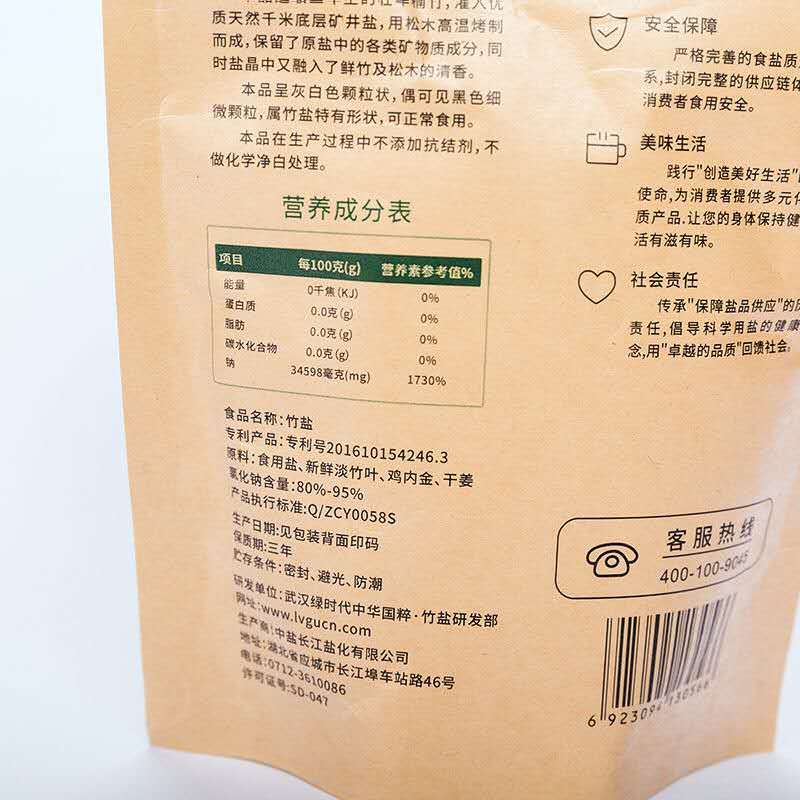 质天然千米底层矿井盐,用松木高温烤制
而成,保留了原盐中的各类矿物质成分,同
时盐晶中又融入了鲜竹及松木的清香。
本品呈灰白色颗粒状,偶可见黑色细
微颗粒,属竹盐特有形状,可正常食用。
本品在生产过程中不添加抗结剂,不
做化学净白处理。
营养成分表
项目 每100克(g) 营养素参考值%
能量 0千焦(KJ) 0%
蛋白质 0.0克(g) 0%
脂肪 0.0克(g) 0%
碳水化合物 0.0克(g) 0%
钠 34598毫克(mg) 1730%
食品名称:竹盐
专利产品:专利号201610154246.3
原料:食用盐、新鲜淡竹叶、鸡内金、干姜
氯化钠含量:80%-95%
产品执行标准:Q/ZCY0058S
生产日期:见包装背面印码
保质期:三年
贮存条件:密封、避光、防潮
研发单位:武汉绿时代中华国粹·竹盐研发部
网址:www.lvgucn.com
生产商:中盐长江盐化有限公司
地址:湖北省应城市长江埠车站路46号
电话:0712-3610086
许可证号:SD-047
安全保障
严格完善的食盐质
系,封闭完整的供应链体
消费者食用安全。
美味生活
践行"创造美好生活"
使命,为消费者提供多元
质产品.让您的身体保持健
活有滋有味。
社会责任
传承"保障盐品供应"的
责任,倡导科学用盐的健康
念,用"卓越的品质"回馈社会。
客服热线
400-100-9045
6 923094 130566